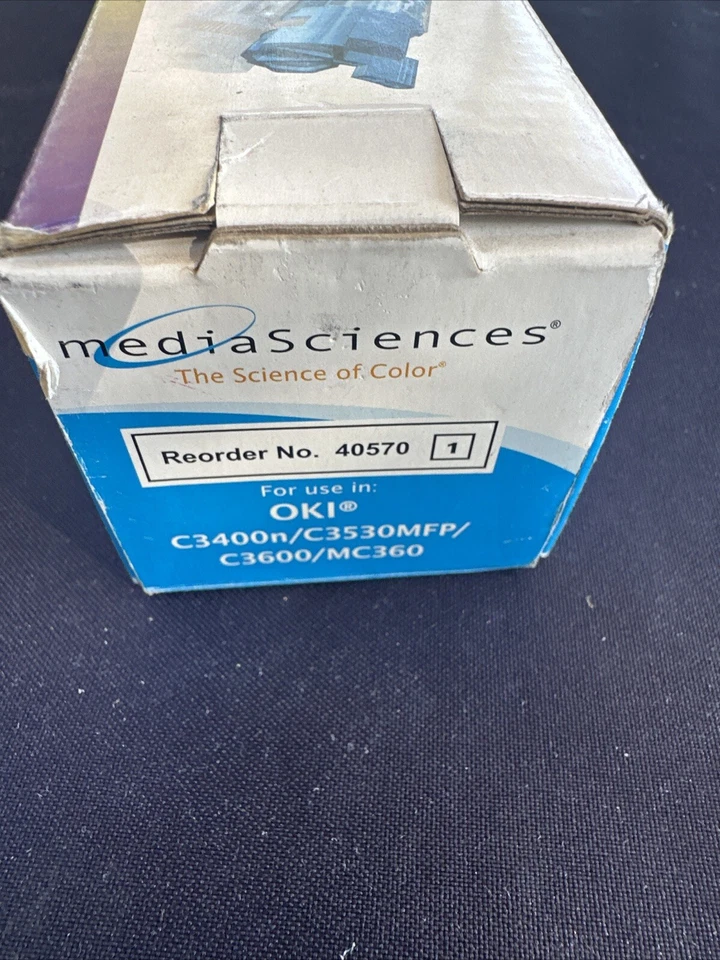 mediaSciences®
The Science of Color®
Reorder No. 40570 1
For use in:
OKI®
C3400n/C3530MFP/
C3600/MC360